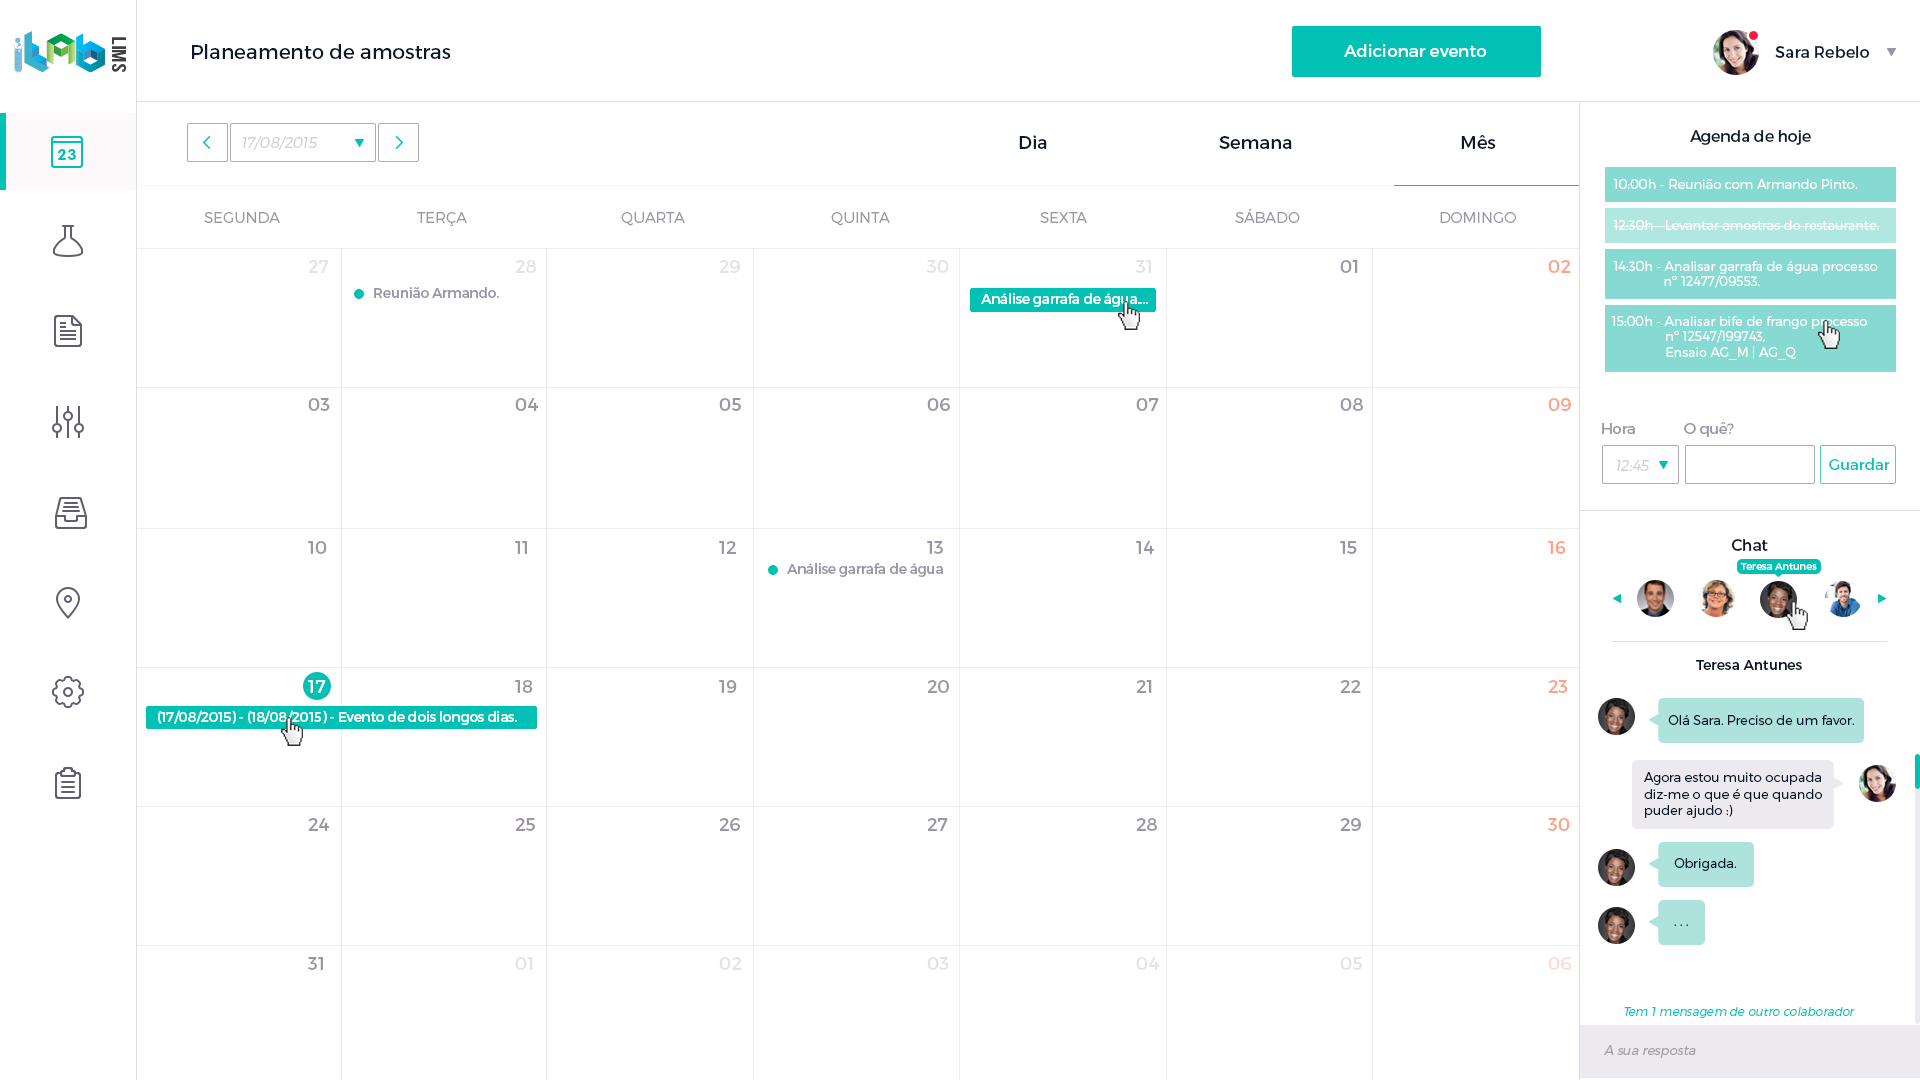 iLAB LIMS
Planeamento de amostras
Adicionar evento
Sara Rebelo
23
17/08/2015
Dia
Semana
Mês
SEGUNDA TERÇA QUARTA QUINTA SEXTA SÁBADO DOMINGO
27 28 29 30 31 01 02
Reunião Armando.
Análise garrafa de água....
03 04 05 06 07 08 09
10 11 12 13 14 15 16
Análise garrafa de água
17 18 19 20 21 22 23
(17/08/2015) - (18/08/2015) - Evento de dois longos dias.
24 25 26 27 28 29 30
31 01 02 03 04 05 06
Agenda de hoje
10:00h - Reunião com Armando Pinto.
12:30h - Levantar amostras do restaurante.
14:30h - Analisar garrafa de água processo
nº 12477/09553.
15:00h - Analisar bife de frango processo
nº 12547/199743,
Ensaio AG_M | AG_Q
Hora
O quê?
12:45
Guardar
Chat
Teresa Antunes
Teresa Antunes
Olá Sara. Preciso de um favor.
Agora estou muito ocupada
diz-me o que é que quando
puder ajudo :)
Obrigada.
. . .
Tem 1 mensagem de outro colaborador
A sua resposta